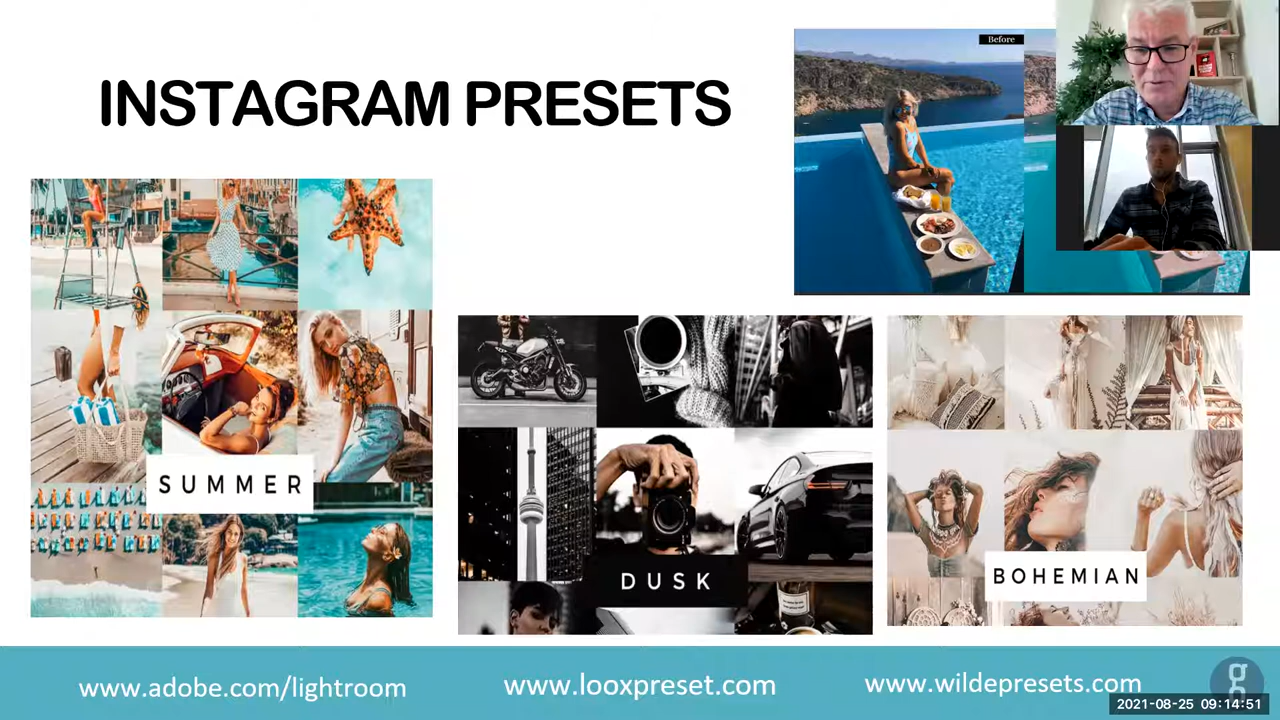 Before
INSTAGRAM PRESETS
SUMMER
DUSK
BOHEMIAN
www.adobe.com/lightroom
www.looxpreset.com
www.wildepresets.com
g
2021-08-25 09:14:51